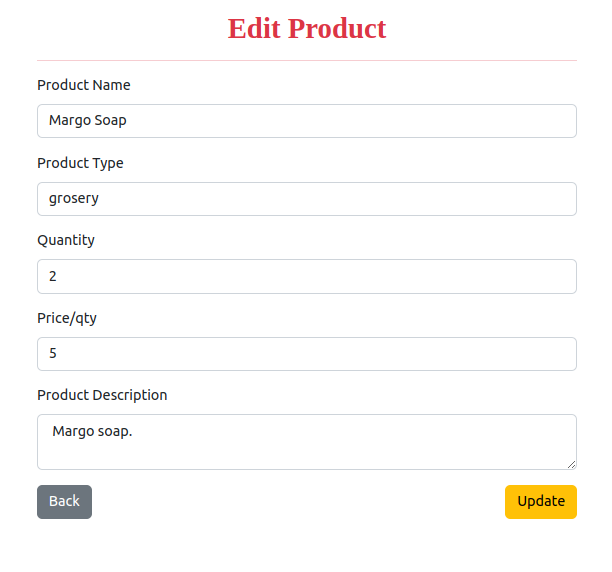 Edit Product
Product Name
Margo Soap
Product Type
grosery
Quantity
2
Price/qty
5
Product Description
Margo soap.
Back
Update